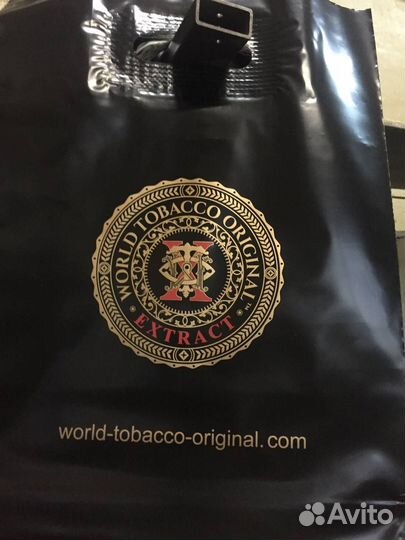 WORLD TOBACCO ORIGINAL™
• EXTRACT •
world-tobacco-original.com
Avito